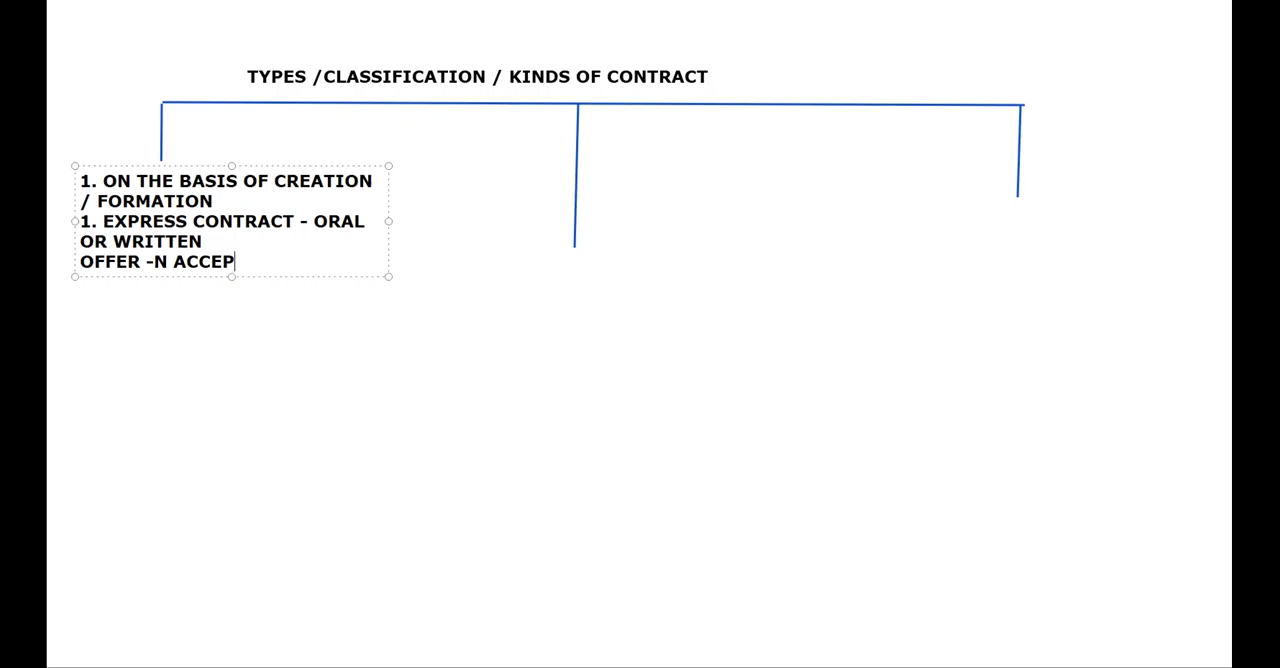 TYPES /CLASSIFICATION / KINDS OF CONTRACT
1. ON THE BASIS OF CREATION
/ FORMATION
1. EXPRESS CONTRACT - ORAL
OR WRITTEN
OFFER -N ACCEP